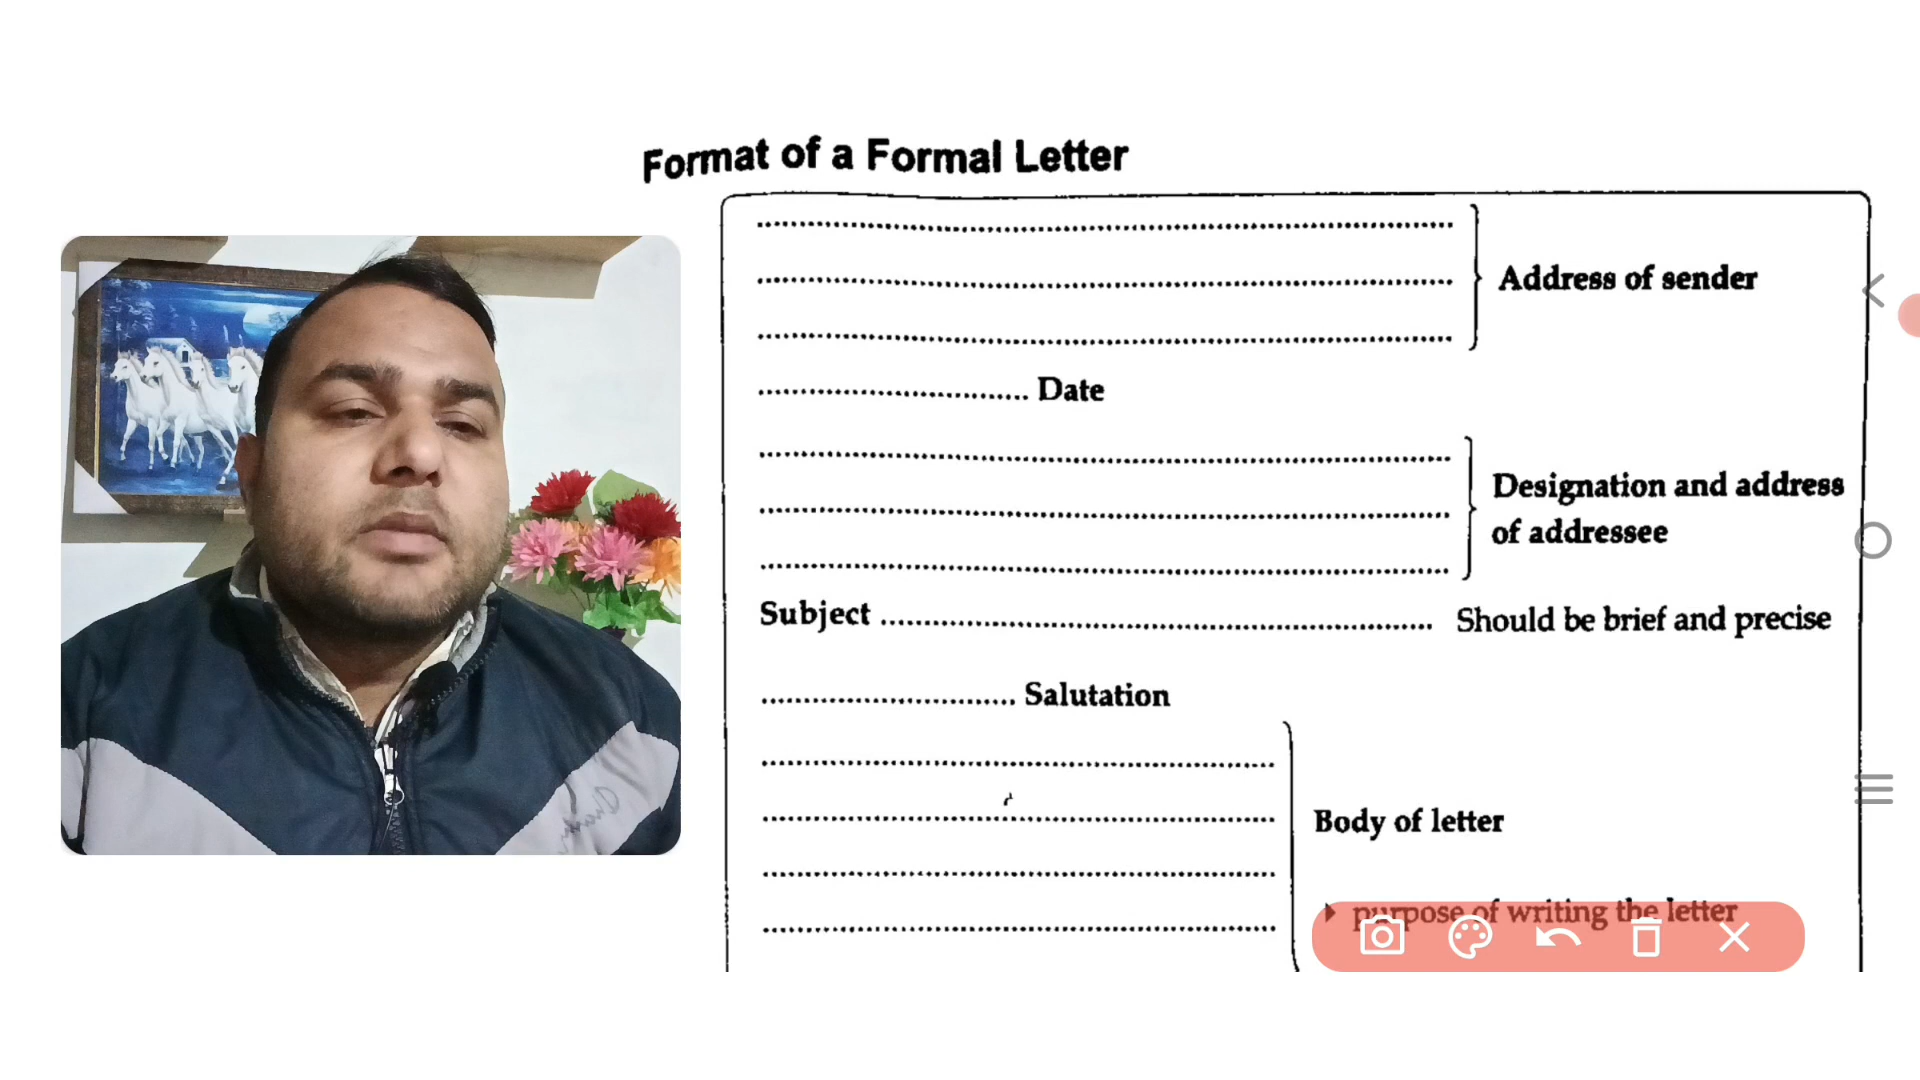 Format of a Formal Letter
Address of sender
Date
Designation and address
of addressee
Subject Should be brief and precise
Salutation
Body of letter
purpose of writing the letter